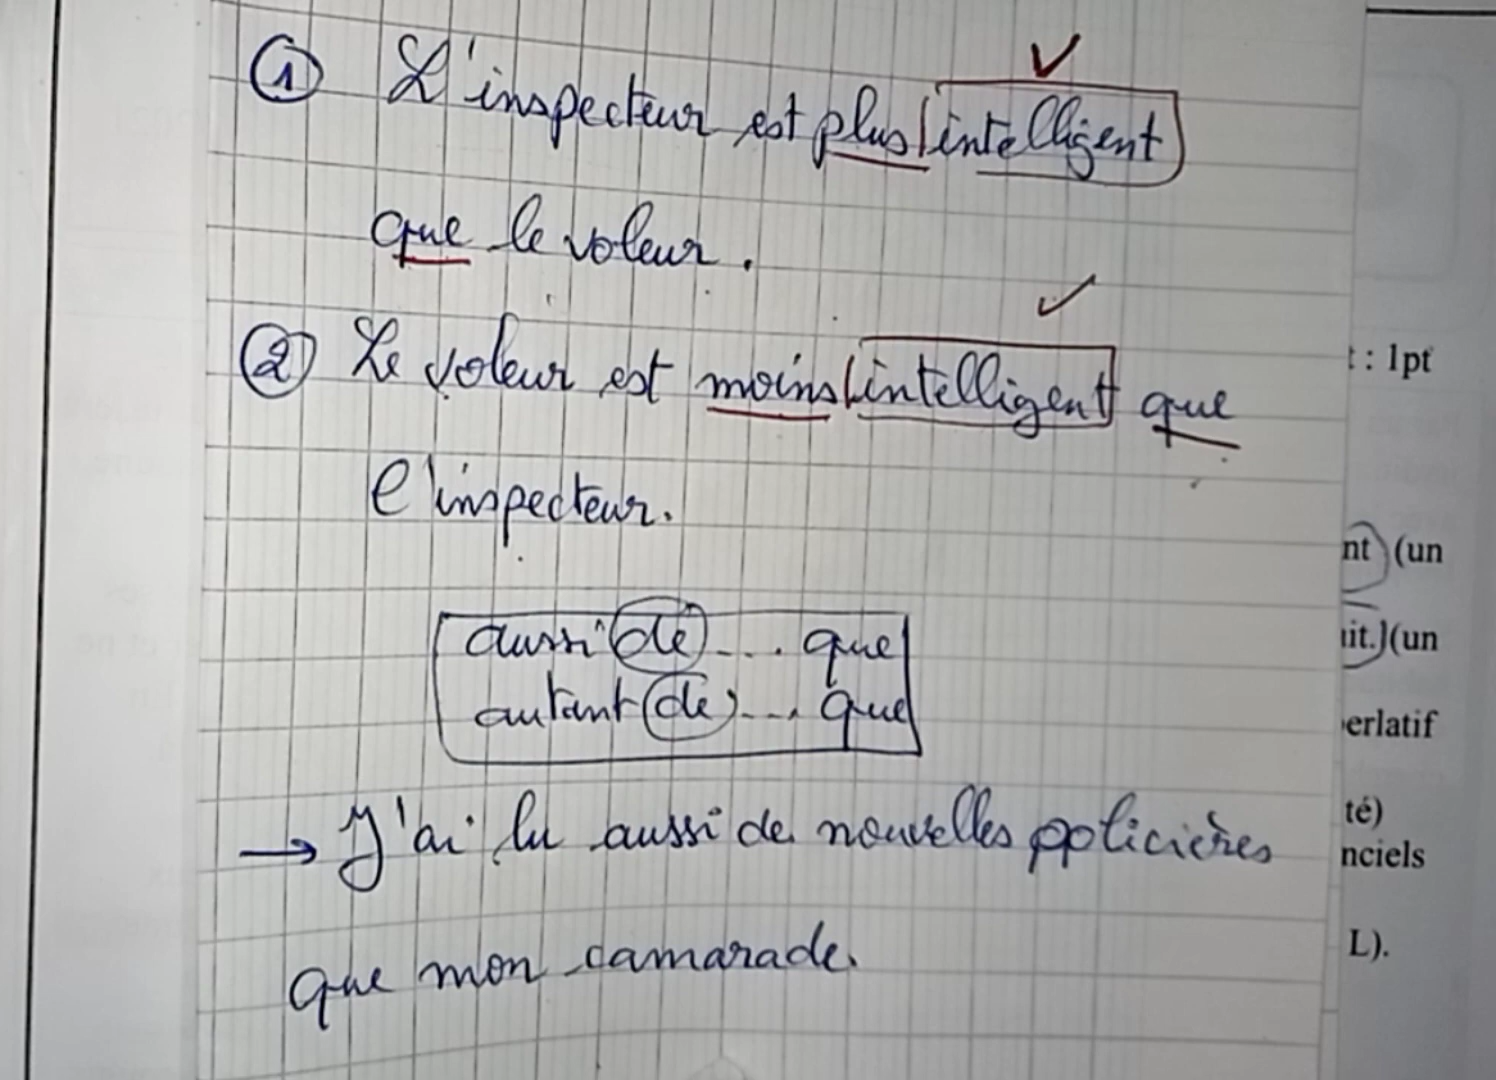 ① L'inspecteur est plus intelligent
que le voleur.
② Le voleur est moins intelligent que
l'inspecteur.
aussi de ... que
autant de ... que
→ J'ai lu aussi de nouvelles policières
que mon camarade.
: 1pt
nt) (un
it.) (un
erlatif
té)
nciels
L).